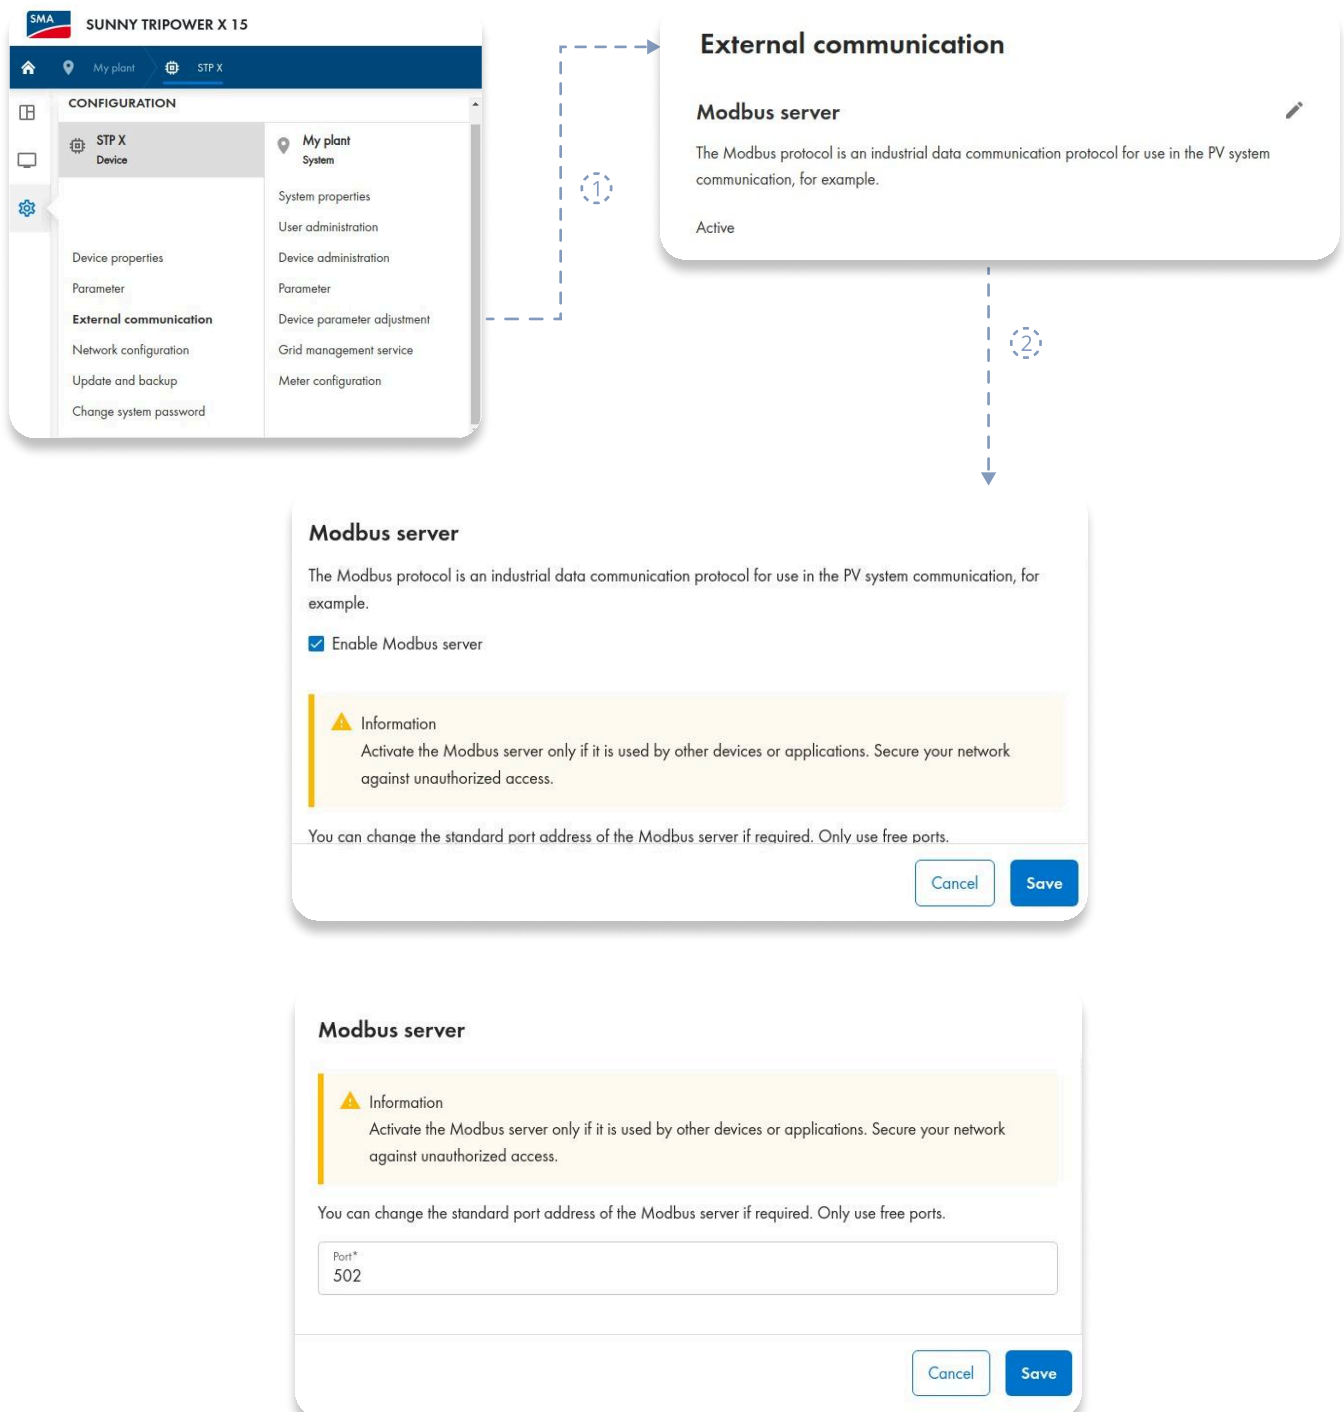 SMA
SUNNY TRIPOWER X 15
My plant
STP X
CONFIGURATION
STP X
Device
Device properties
Parameter
External communication
Network configuration
Update and backup
Change system password
My plant
System
System properties
User administration
Device administration
Parameter
Device parameter adjustment
Grid management service
Meter configuration
1
External communication
Modbus server
The Modbus protocol is an industrial data communication protocol for use in the PV system
communication, for example.
Active
2
Modbus server
The Modbus protocol is an industrial data communication protocol for use in the PV system communication, for
example.
Enable Modbus server
Information
Activate the Modbus server only if it is used by other devices or applications. Secure your network
against unauthorized access.
You can change the standard port address of the Modbus server if required. Only use free ports.
Cancel
Save
Modbus server
Information
Activate the Modbus server only if it is used by other devices or applications. Secure your network
against unauthorized access.
You can change the standard port address of the Modbus server if required. Only use free ports.
Port*
502
Cancel
Save